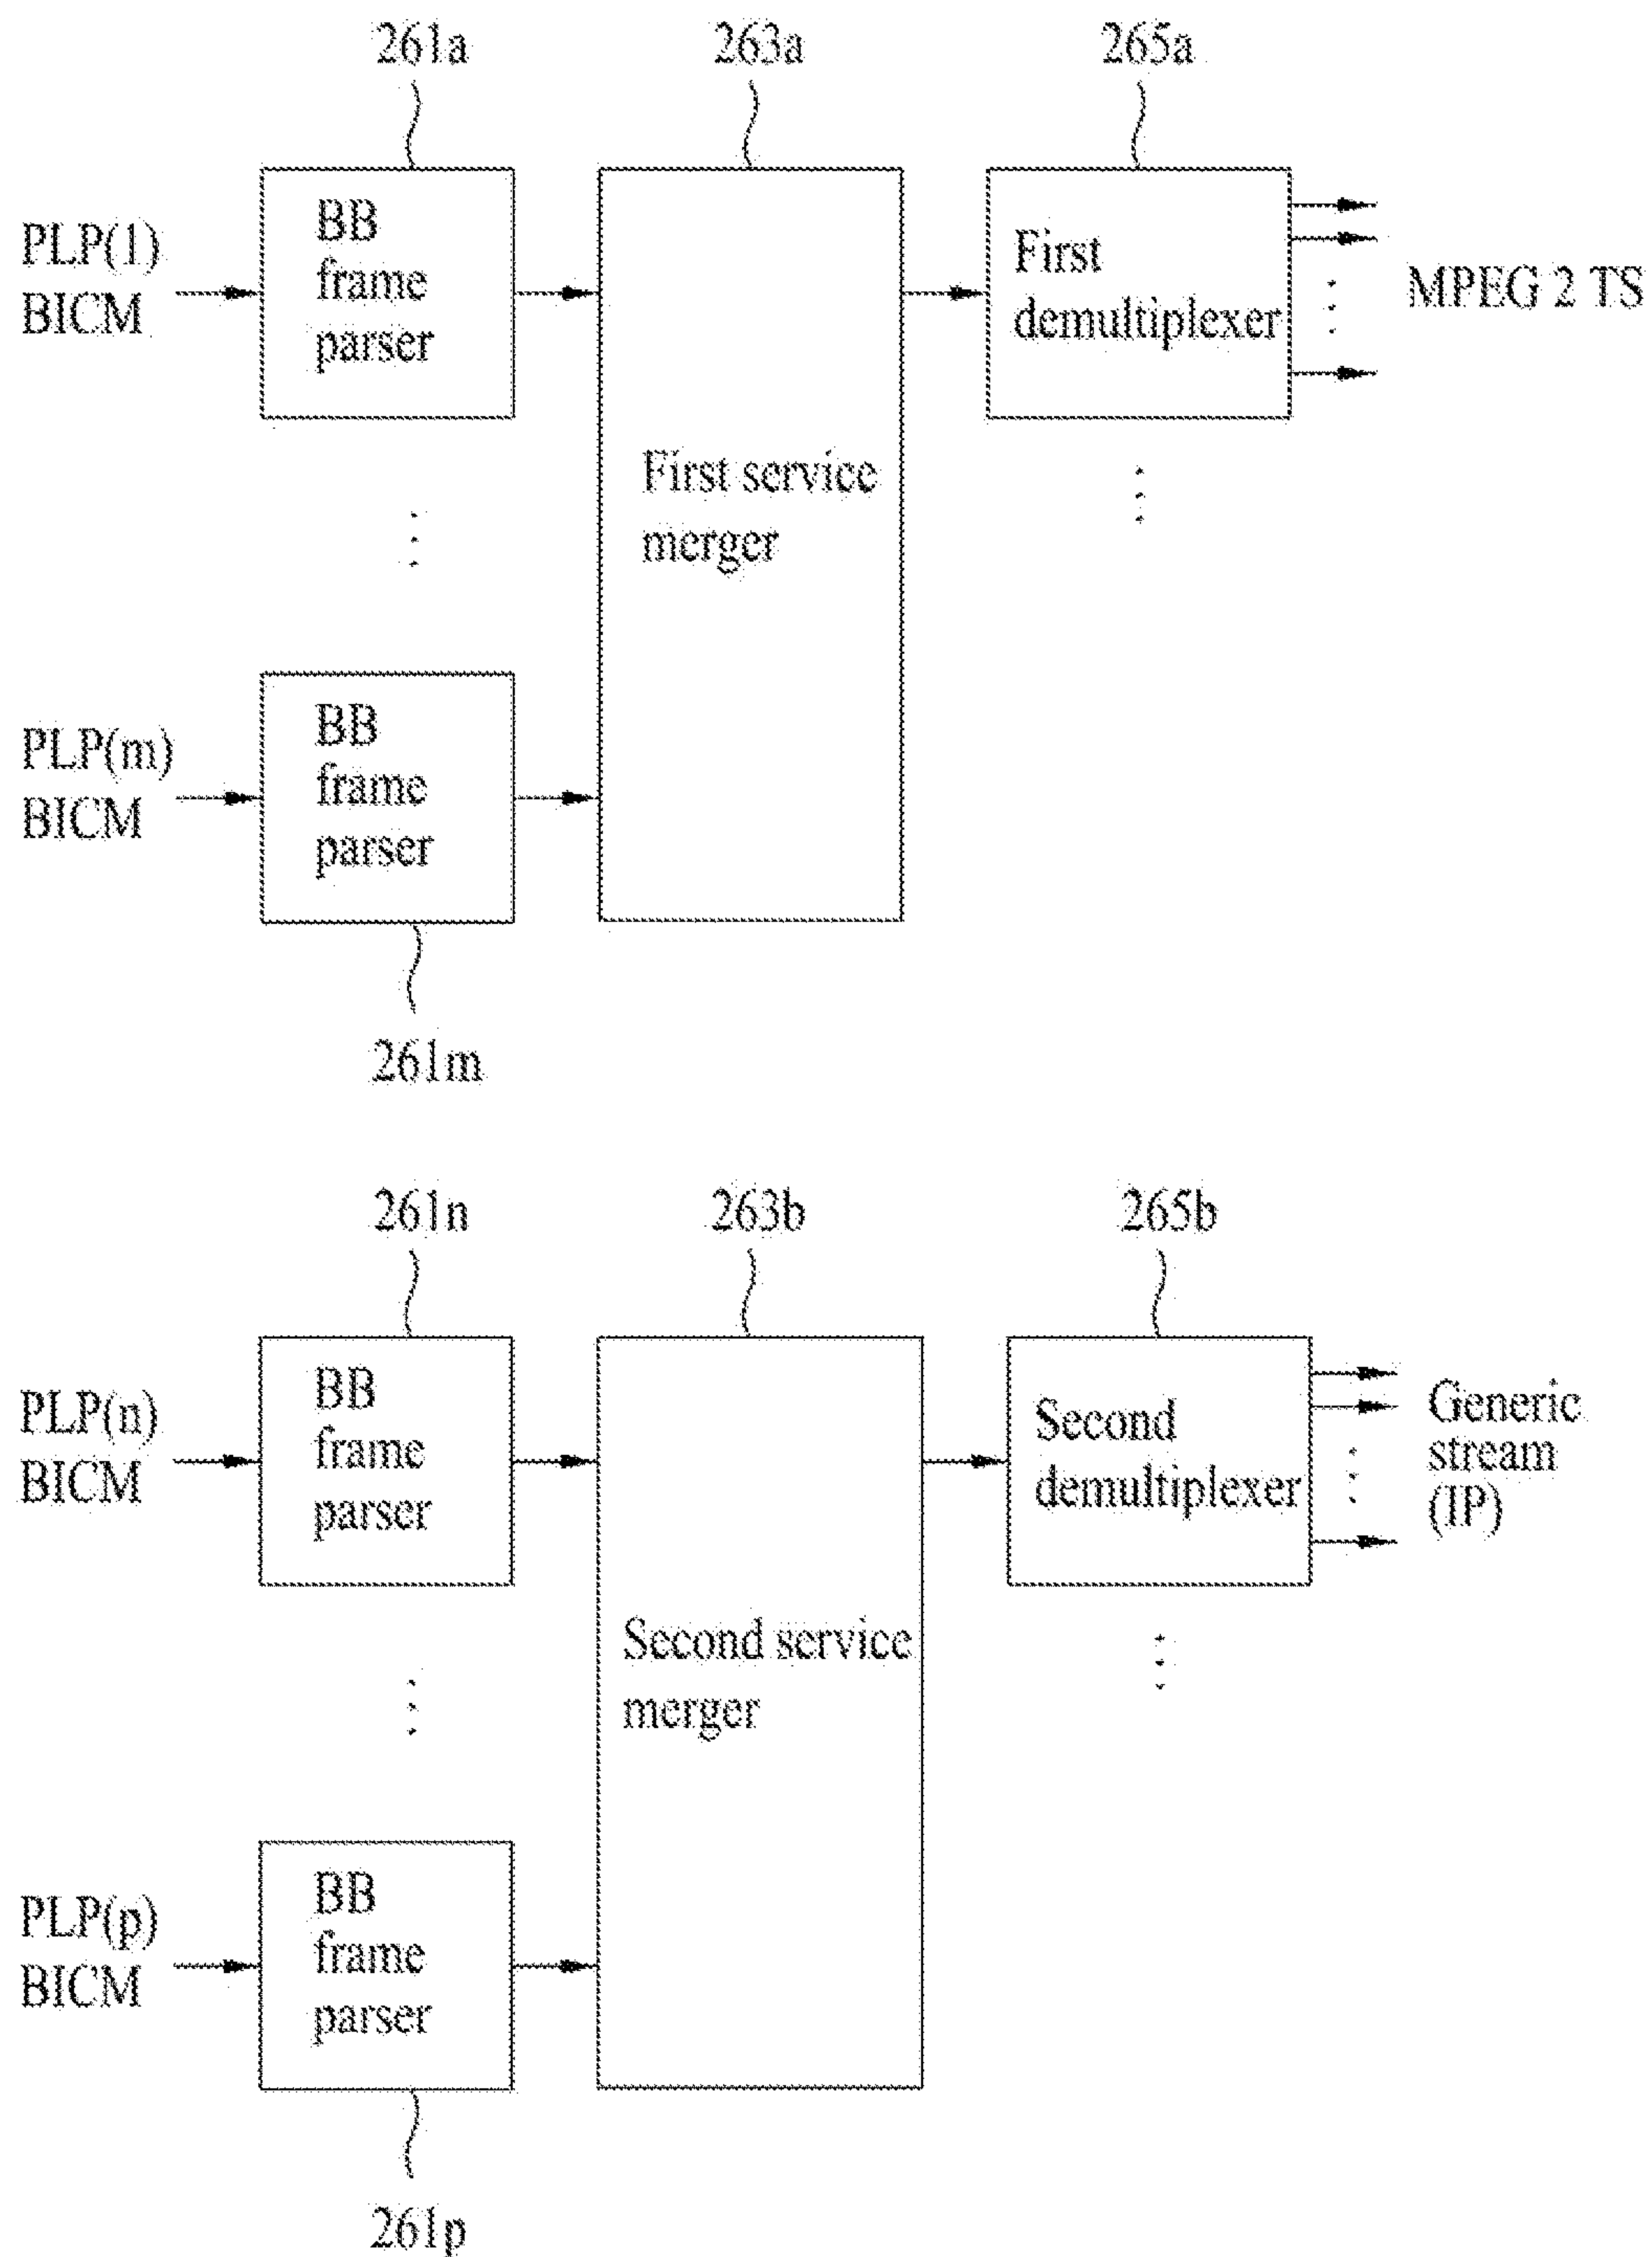 261a
263a
265a
PLP(1)
BICM
BB
frame
parser
First service
merger
First
demultiplexer
MPEG 2 TS
PLP(m)
BICM
BB
frame
parser
261m
261n
263b
265b
PLP(n)
BICM
BB
frame
parser
Second service
merger
Second
demultiplexer
Generic
stream
(IP)
PLP(p)
BICM
BB
frame
parser
261p